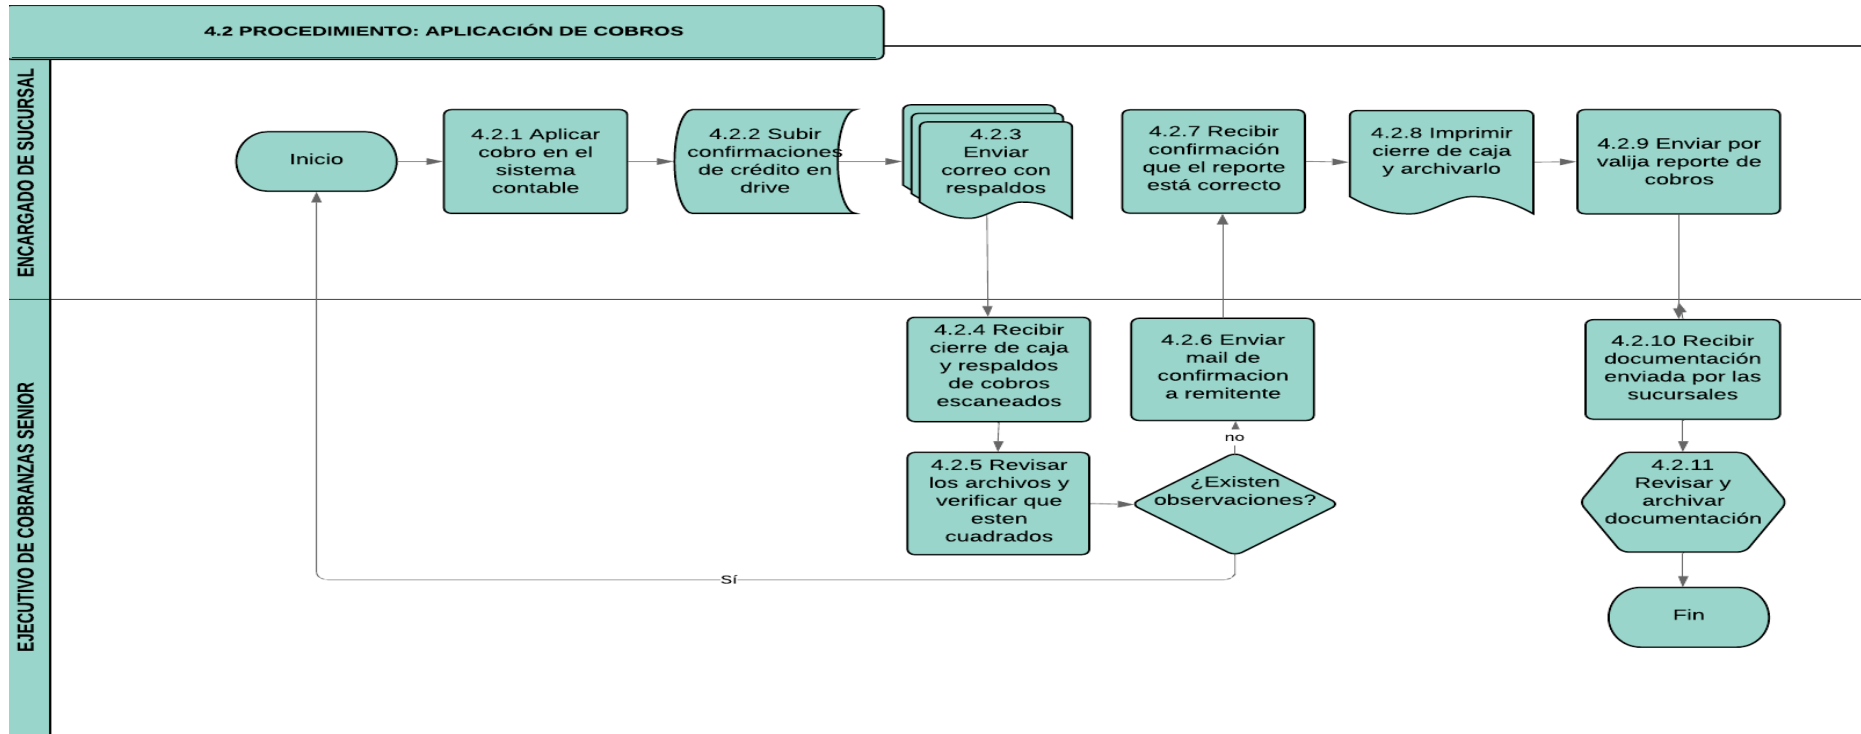 4.2 PROCEDIMIENTO: APLICACIÓN DE COBROS
ENCARGADO DE SUCURSAL
Inicio
4.2.1 Aplicar
cobro en el
sistema
contable
4.2.2 Subir
confirmaciones
de crédito en
drive
4.2.3
Enviar
correo con
respaldos
4.2.7 Recibir
confirmación
que el reporte
está correcto
4.2.8 Imprimir
cierre de caja
y archivarlo
4.2.9 Enviar por
valija reporte de
cobros
EJECUTIVO DE COBRANZAS SENIOR
4.2.4 Recibir
cierre de caja
y respaldos
de cobros
escaneados
4.2.6 Enviar
mail de
confirmacion
a remitente
4.2.10 Recibir
documentación
enviada por las
sucursales
no
4.2.5 Revisar
los archivos y
verificar que
esten
cuadrados
¿Existen
observaciones?
4.2.11
Revisar y
archivar
documentación
Sí
Fin